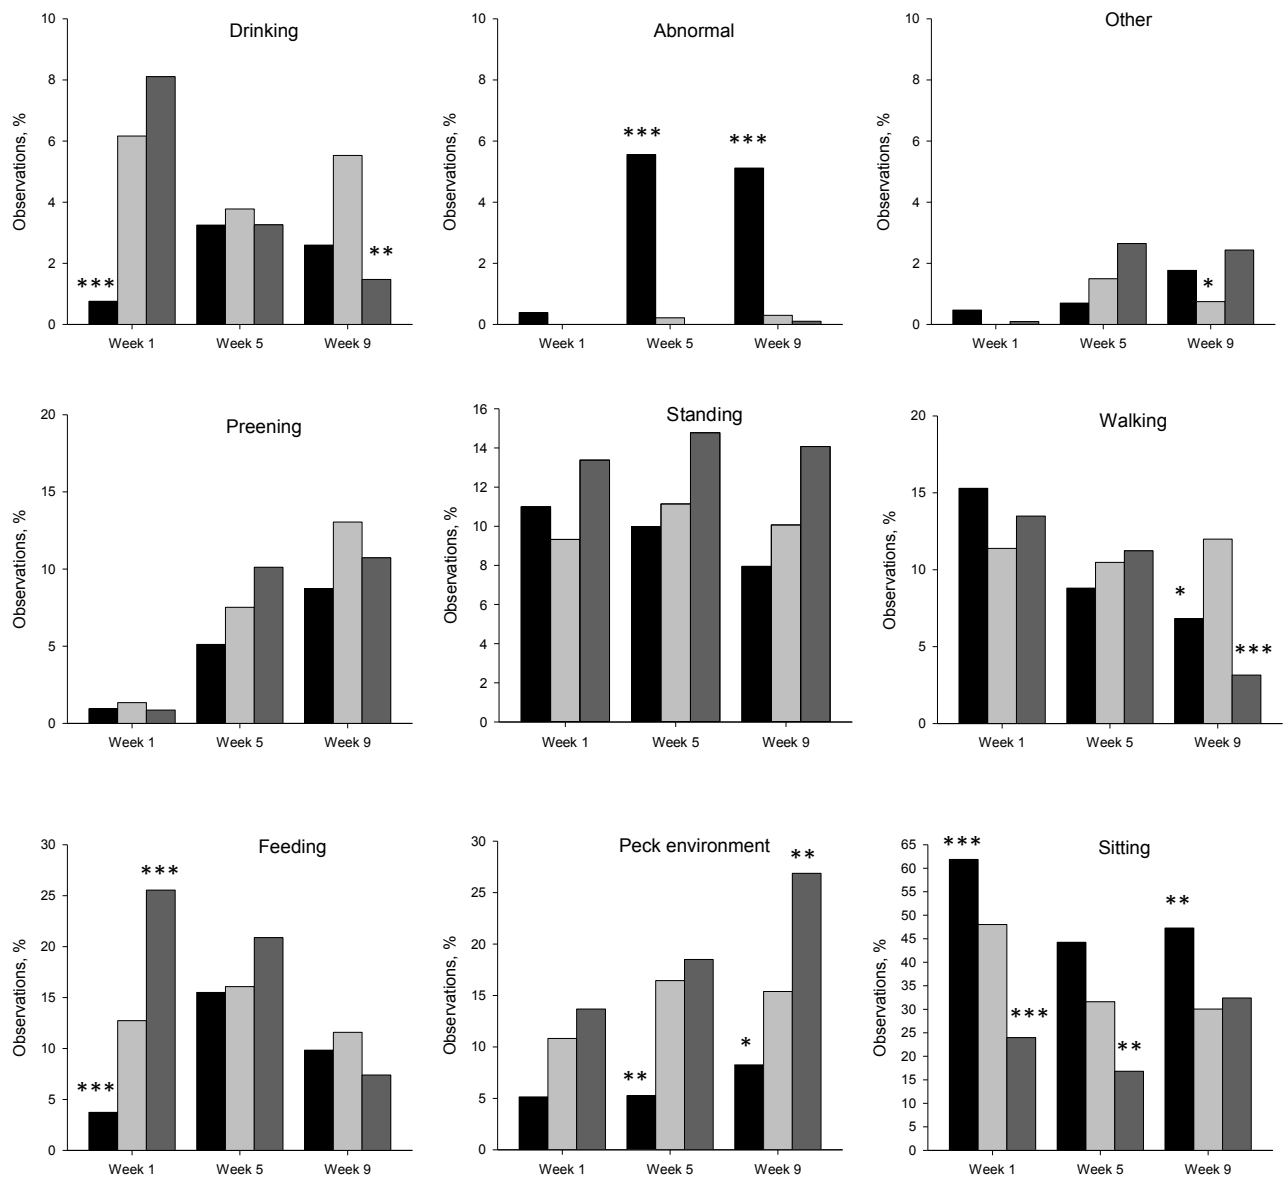 Drinking
Observations, %
10
8
6
4
2
0
***
**
Week 1
Week 5
Week 9
Abnormal
Observations, %
10
8
6
4
2
0
***
***
Week 1
Week 5
Week 9
Other
Observations, %
10
8
6
4
2
0
*
Week 1
Week 5
Week 9
Preening
Observations, %
20
15
10
5
0
Week 1
Week 5
Week 9
Standing
Observations, %
16
14
12
10
8
6
4
2
0
Week 1
Week 5
Week 9
Walking
Observations, %
20
15
10
5
0
*
***
Week 1
Week 5
Week 9
Feeding
Observations, %
30
25
20
15
10
5
0
***
***
Week 1
Week 5
Week 9
Peck environment
Observations, %
30
25
20
15
10
5
0
**
*
**
Week 1
Week 5
Week 9
Sitting
Observations, %
65
60
55
50
45
40
35
30
25
20
15
10
5
0
***
***
**
**
Week 1
Week 5
Week 9